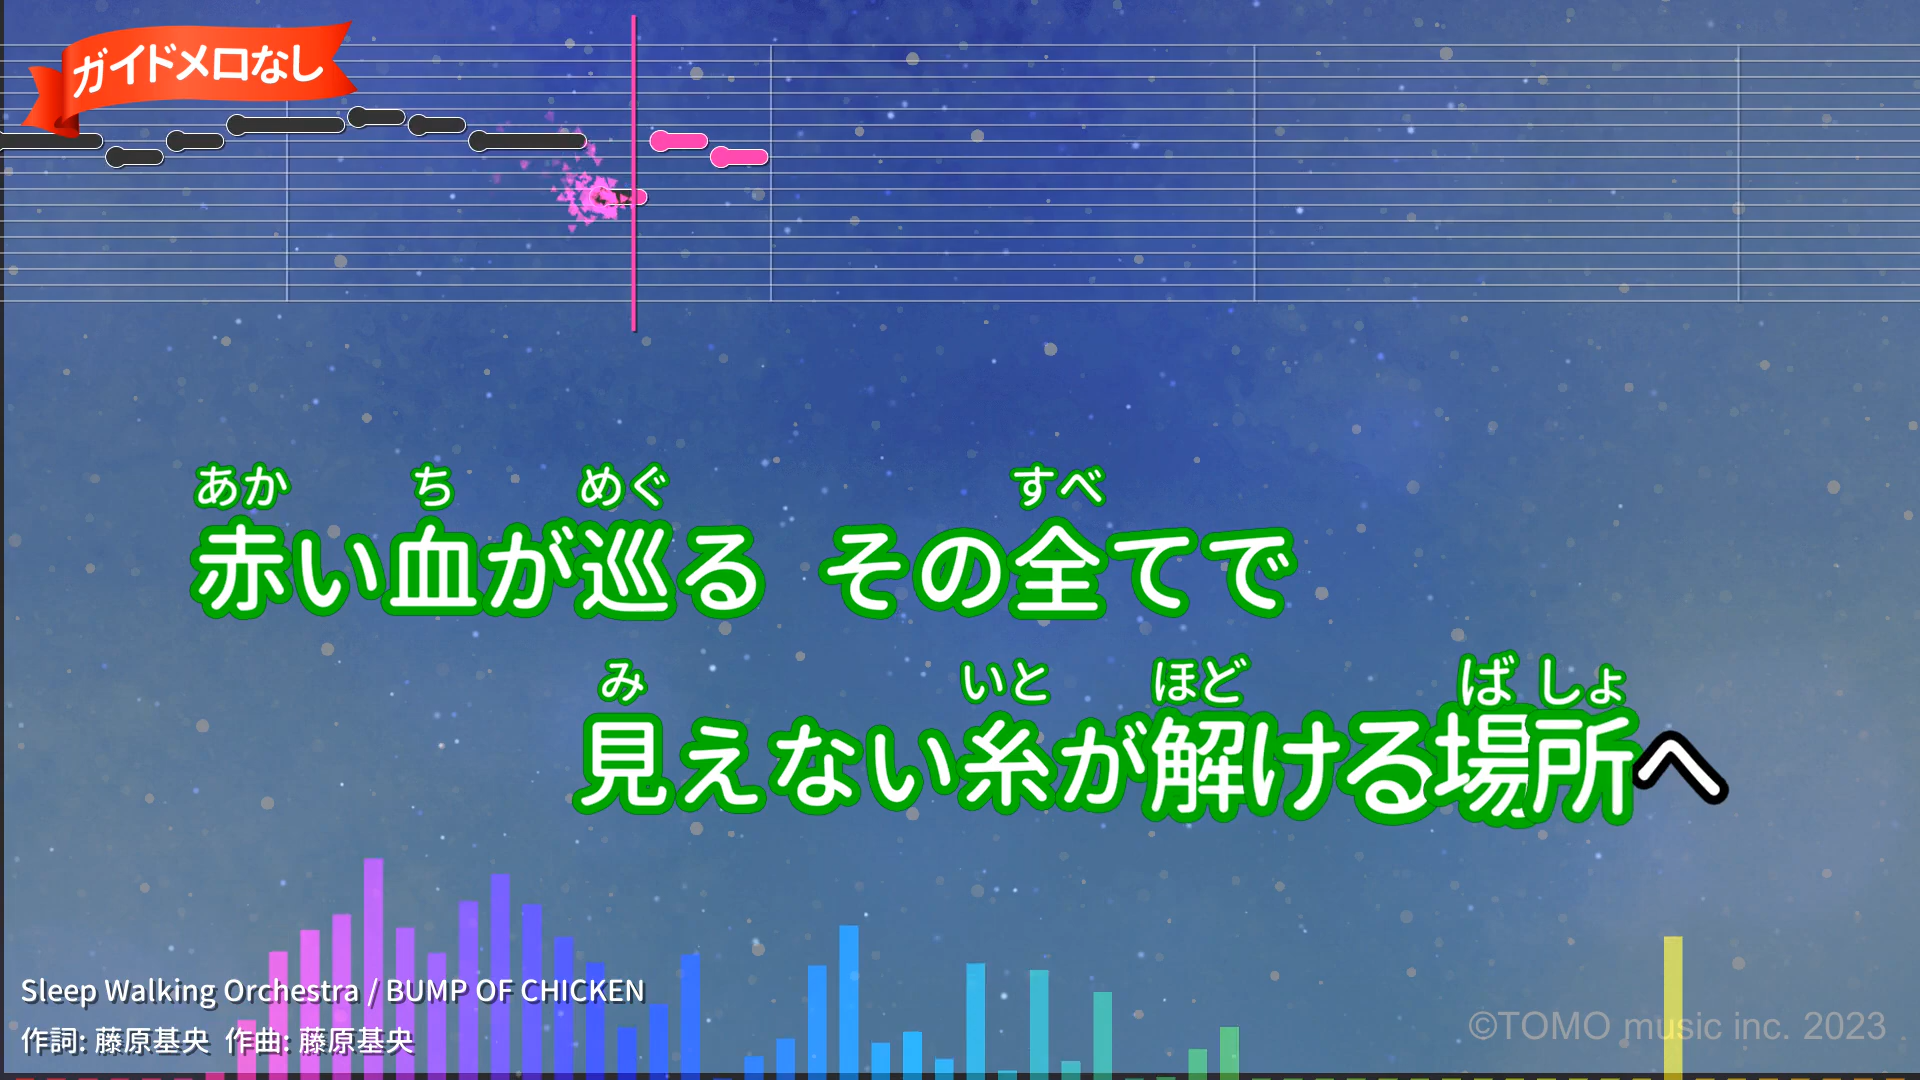 ガイドメロなし
あか ち めぐ すべ
赤い血が巡る その全てで
み いと ほど ば しょ
見えない糸が解ける場所へ
Sleep Walking Orchestra / BUMP OF CHICKEN
作詞: 藤原基央 作曲: 藤原基央
©TOMO music inc. 2023